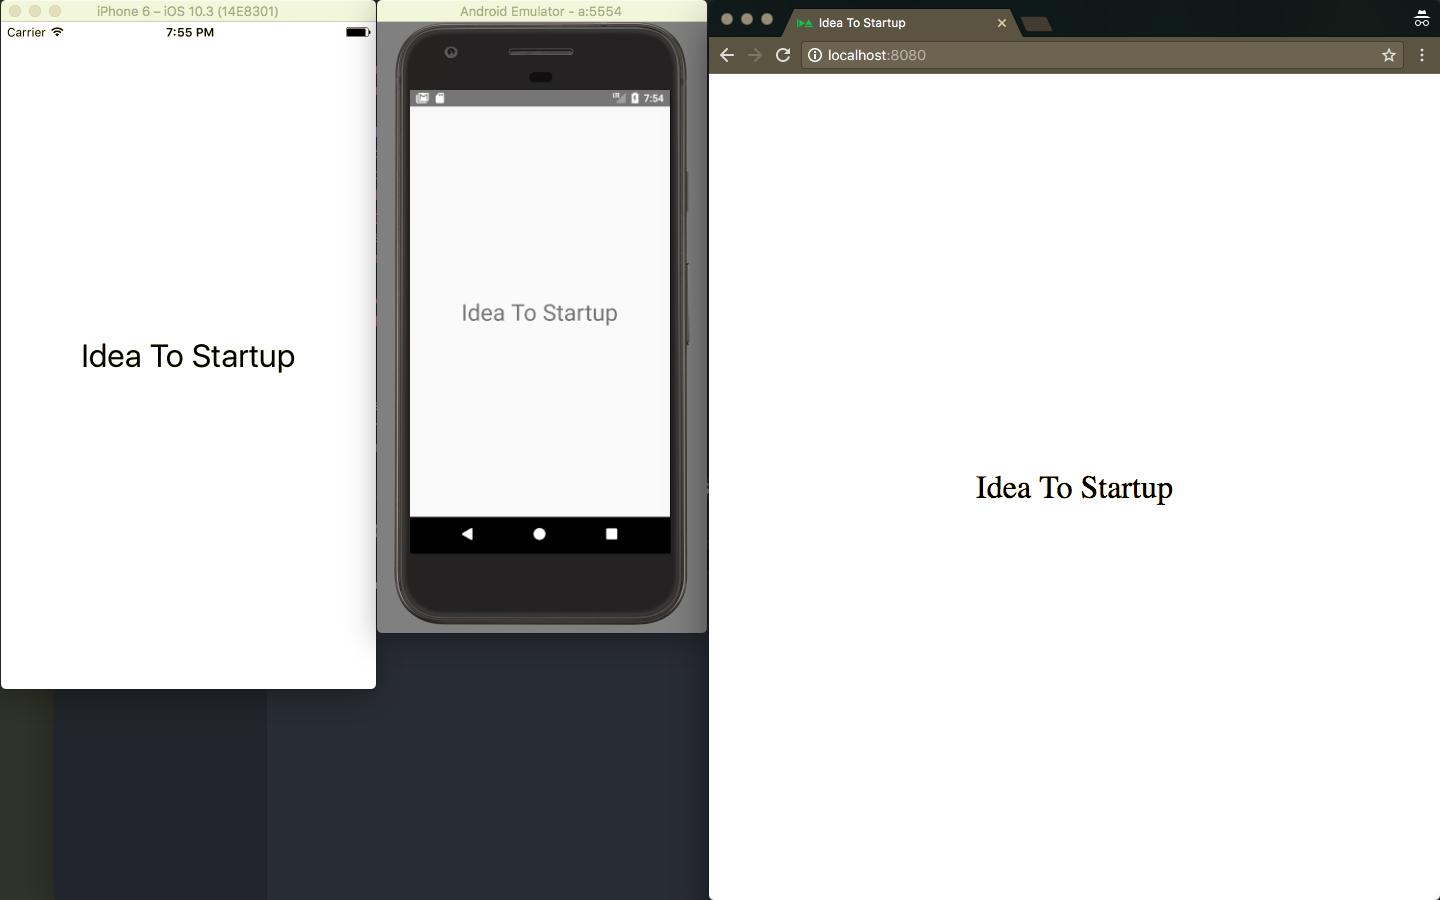 iPhone 6 – iOS 10.3 (14E8301)
Carrier
7:55 PM
Idea To Startup
Android Emulator - a:5554
LTE
7:54
Idea To Startup
Idea To Startup
localhost:8080
Idea To Startup